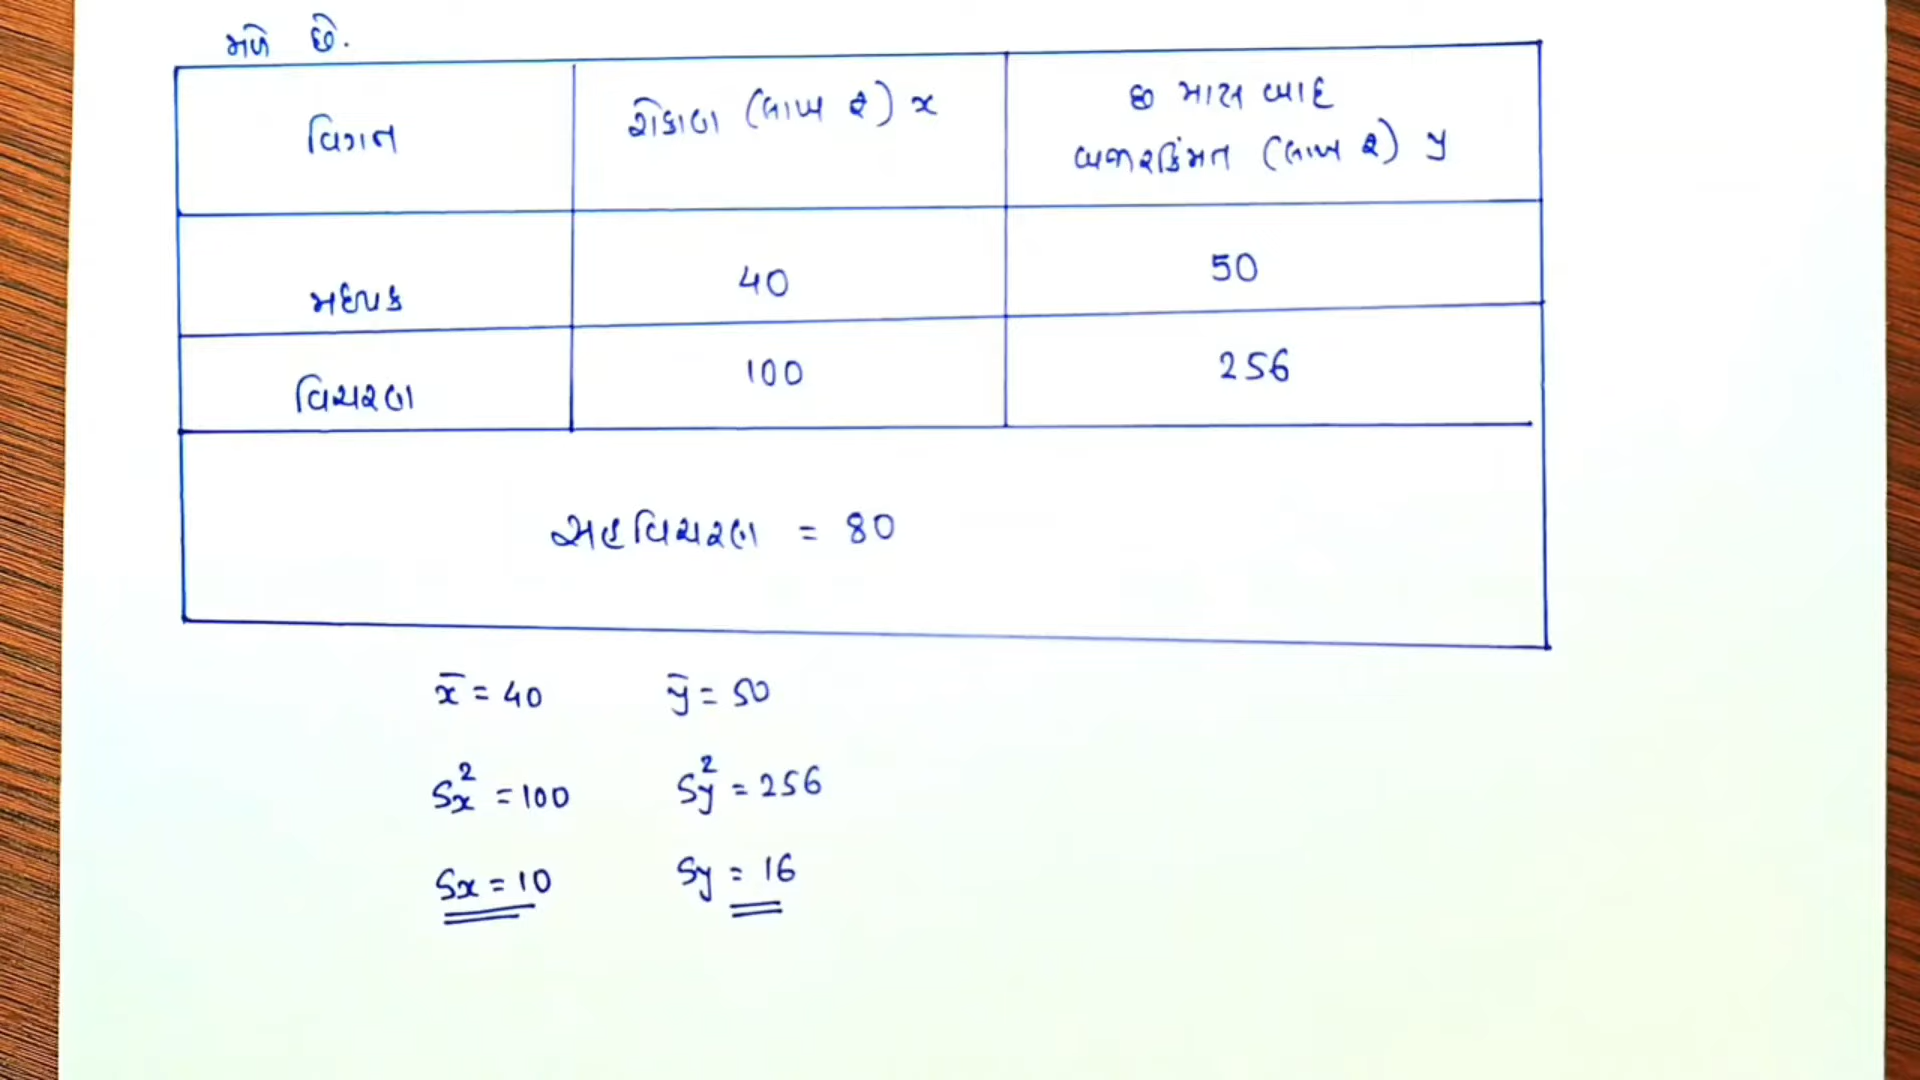 મળે છે.
વિગત રોકાણ (લાખ રૂ) x છ માસ બાદ
બજારકિંમત (લાખ રૂ) y
મધ્યક 40 50
વિચરણ 100 256
સહવિચરણ = 80
x̄ = 40 ȳ = 50
Sx² = 100 Sy² = 256
Sx = 10 Sy = 16